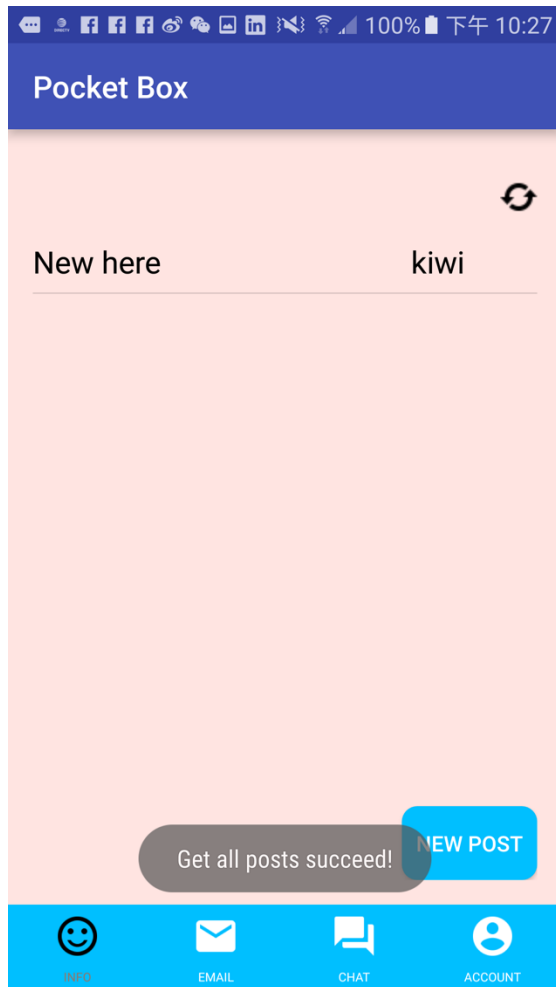 100% 下午 10:27
Pocket Box
New here kiwi
NEW POST
Get all posts succeed!
INFO EMAIL CHAT ACCOUNT